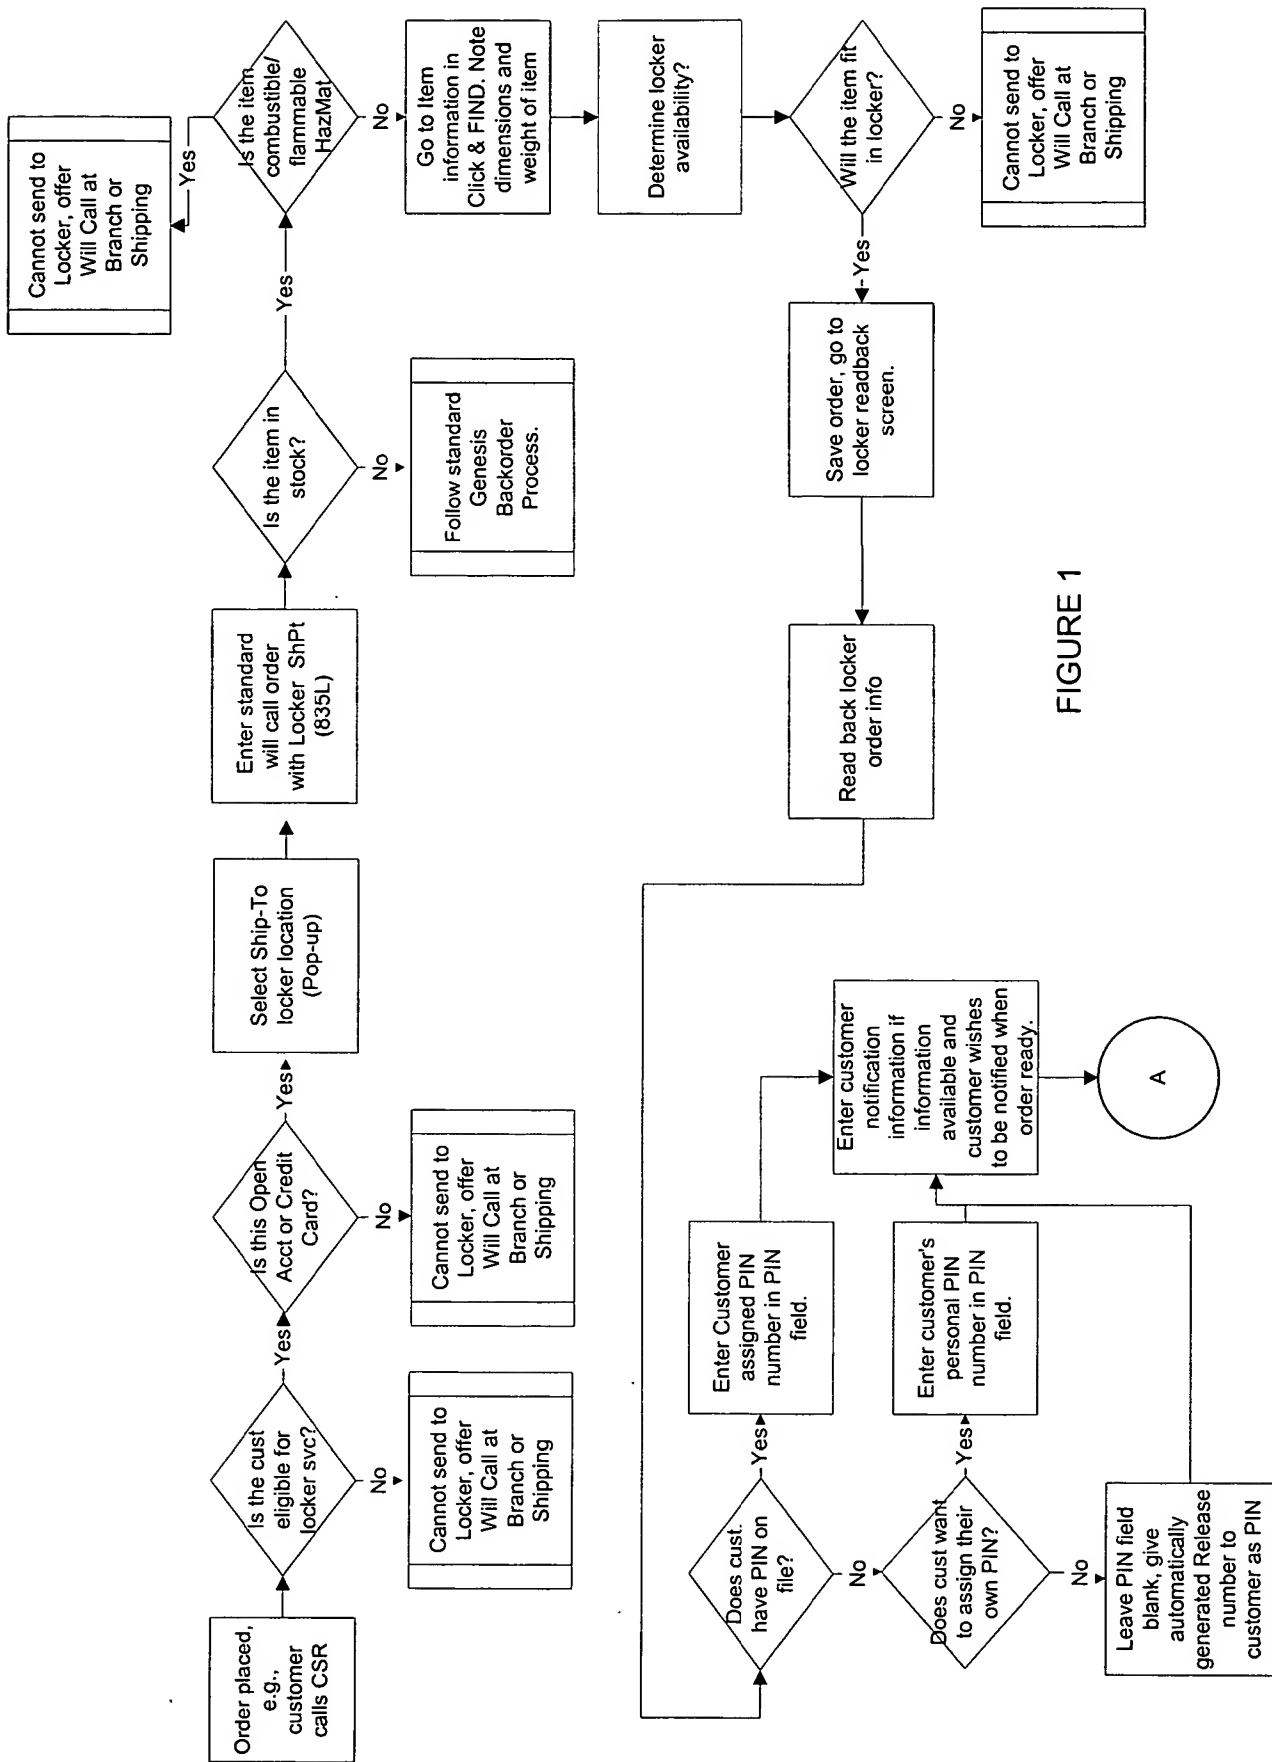 Order placed,
e.g.,
customer
calls CSR
Is the cust
eligible for
locker svc?
Yes
No
Cannot send to
Locker, offer
Will Call at
Branch or
Shipping
Is this Open
Acct or Credit
Card?
Yes
No
Cannot send to
Locker, offer
Will Call at
Branch or
Shipping
Select Ship-To
locker location
(Pop-up)
Enter standard
will call order
with Locker ShPt
(835L)
Is the item in
stock?
Yes
No
Follow standard
Genesis
Backorder
Process.
Is the item
combustible/
flammable
HazMat
Yes
Cannot send to
Locker, offer
Will Call at
Branch or
Shipping
No
Go to Item
information in
Click & FIND. Note
dimensions and
weight of item
Determine locker
availability?
Will the item fit
in locker?
No
Cannot send to
Locker, offer
Will Call at
Branch or
Shipping
Yes
Save order, go to
locker readback
screen.
Read back locker
order info
Does cust.
have PIN on
file?
Yes
Enter Customer
assigned PIN
number in PIN
field.
No
Does cust want
to assign their
own PIN?
Yes
Enter customer's
personal PIN
number in PIN
field.
No
Leave PIN field
blank, give
automatically
generated Release
number to
customer as PIN
Enter customer
notification
information if
information
available and
customer wishes
to be notified when
order ready.
A
FIGURE 1